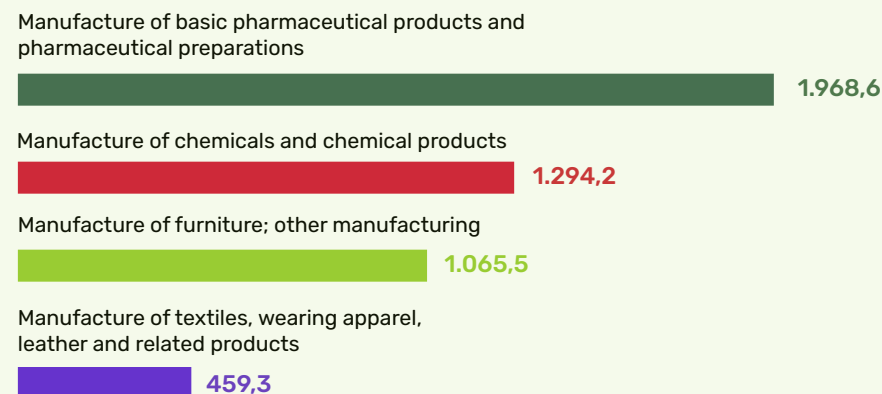 Manufacture of basic pharmaceutical products and
pharmaceutical preparations
1.968,6
Manufacture of chemicals and chemical products
1.294,2
Manufacture of furniture; other manufacturing
1.065,5
Manufacture of textiles, wearing apparel,
leather and related products
459,3